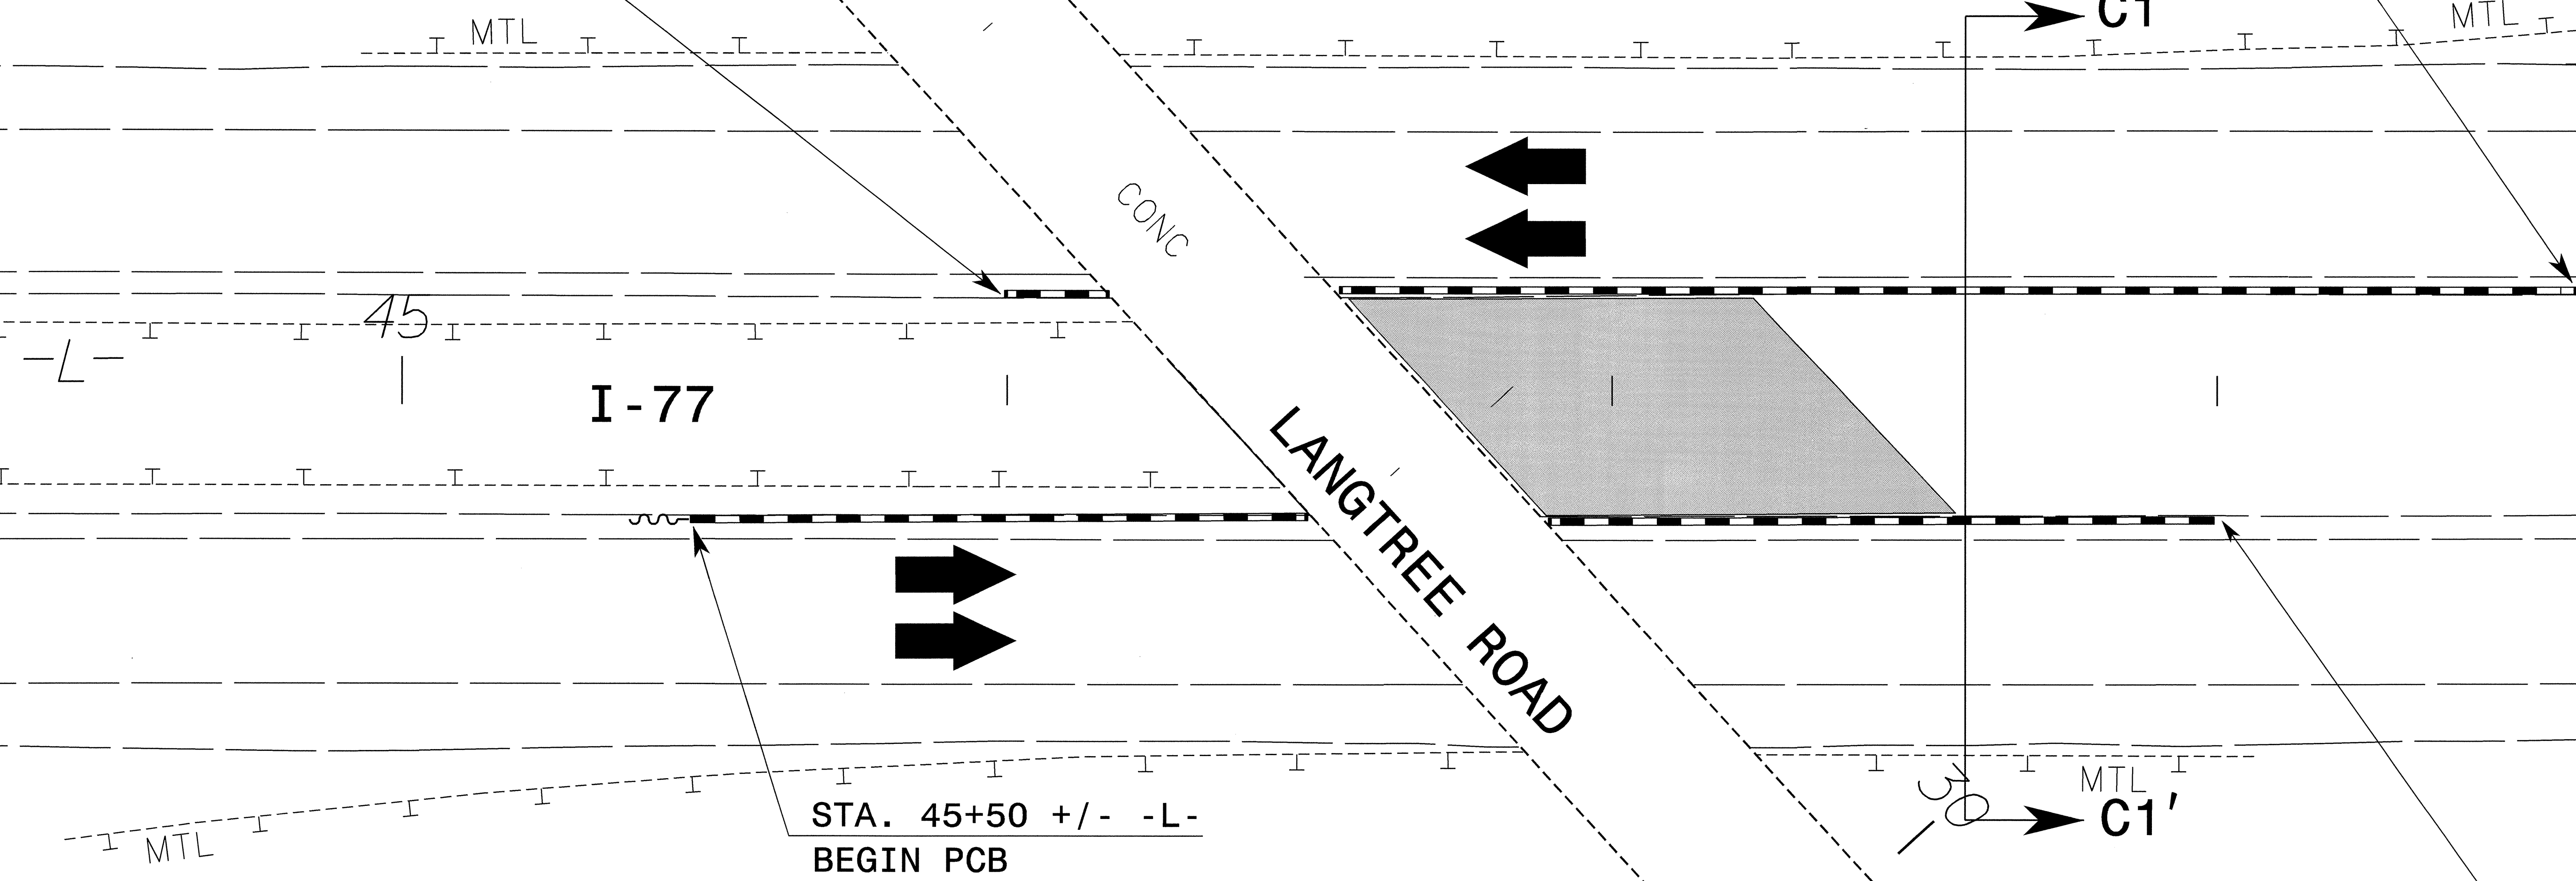 C1
MTL
MTL
CONC
45
-L-
I-77
LANGTREE ROAD
30
MTL
C1'
STA. 45+50 +/- -L-
BEGIN PCB
MTL